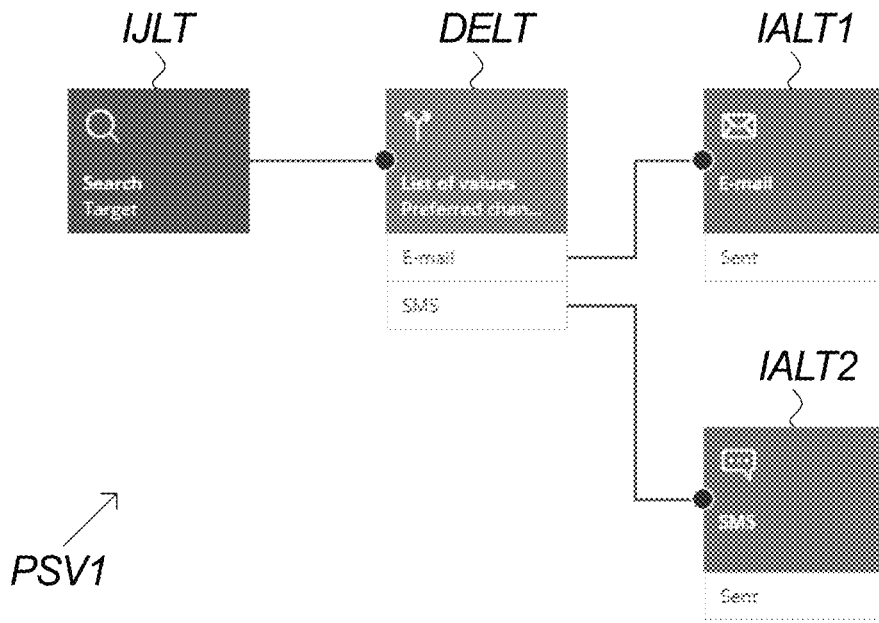 IJLT
DELT
IALT1
Search
Target
List of values
Preferred chan...
E-mail
SMS
E-mail
Sent
IALT2
SMS
Sent
PSV1